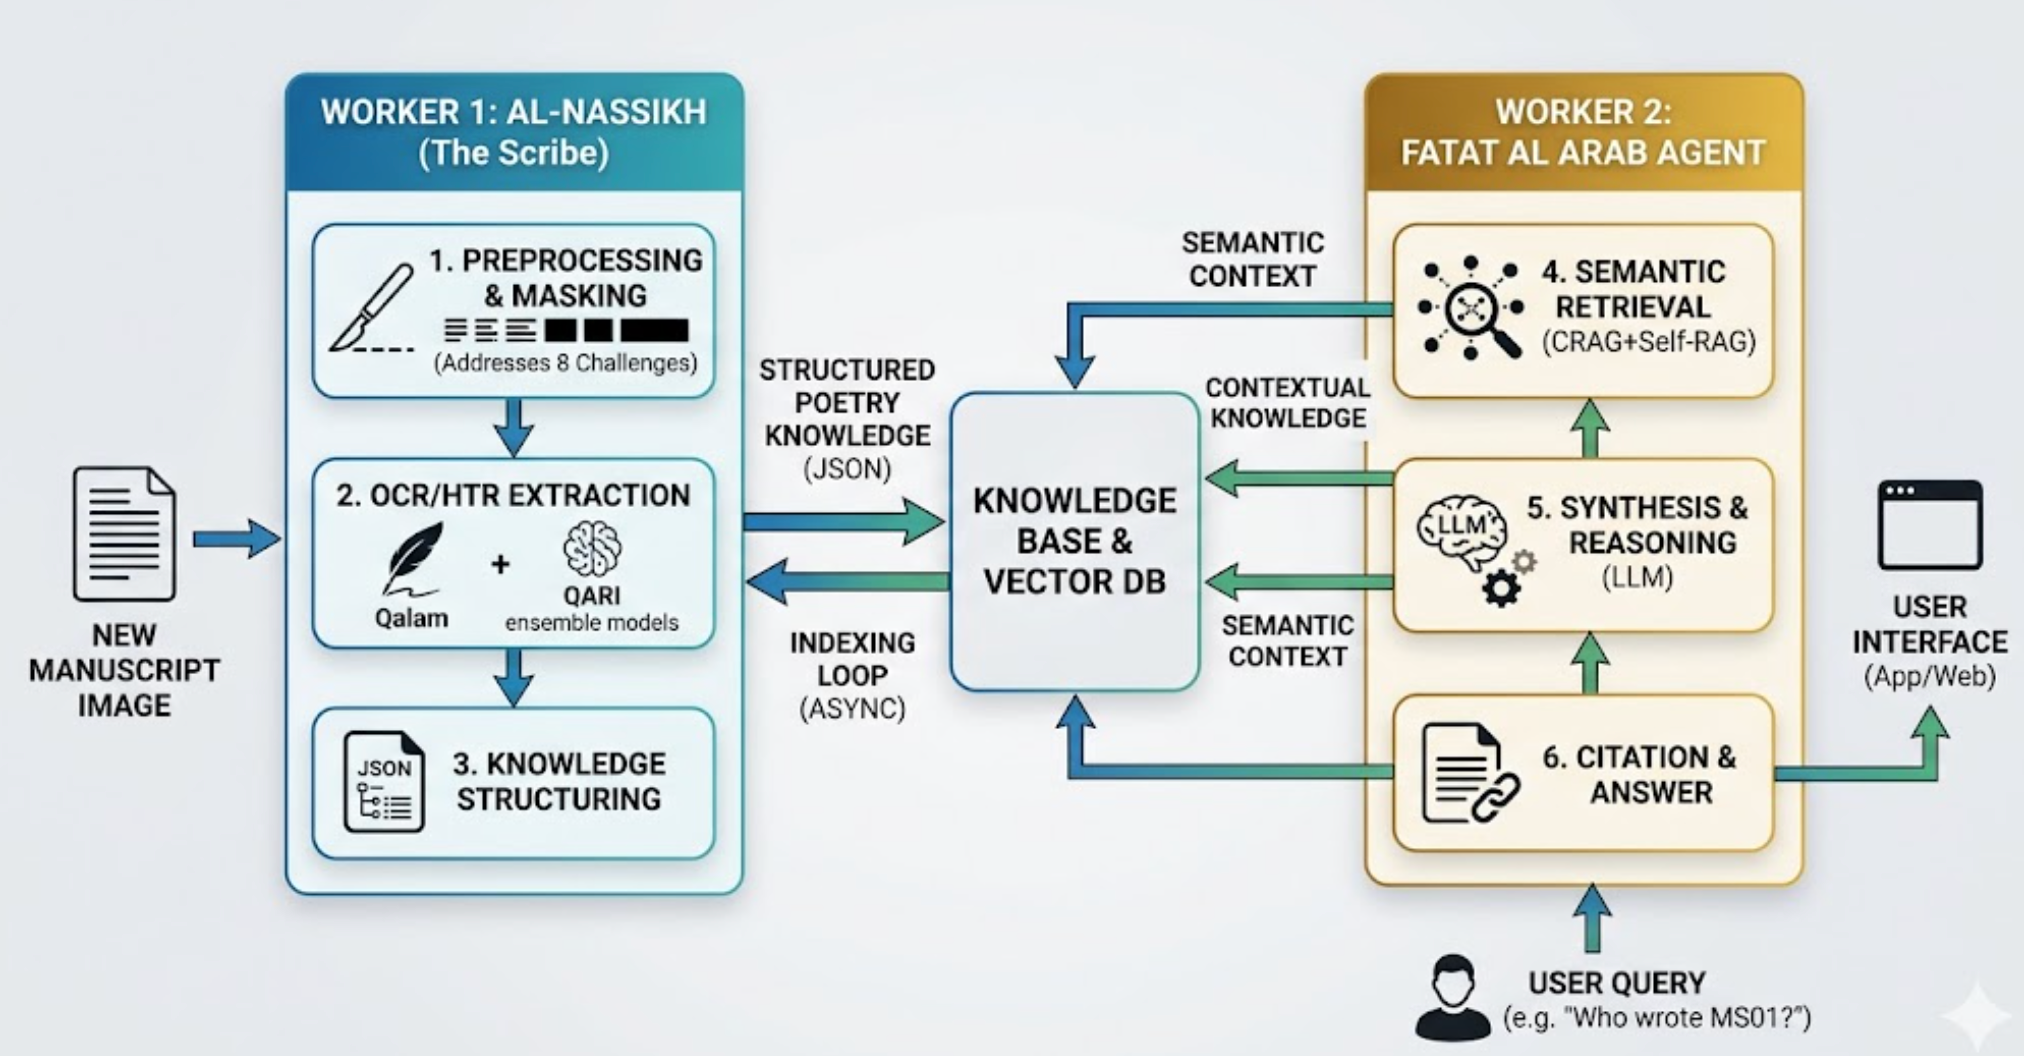 NEW
MANUSCRIPT
IMAGE
WORKER 1: AL-NASSIKH
(The Scribe)
1. PREPROCESSING
& MASKING
(Addresses 8 Challenges)
2. OCR/HTR EXTRACTION
Qalam
+
QARI
ensemble models
JSON
3. KNOWLEDGE
STRUCTURING
STRUCTURED
POETRY
KNOWLEDGE
(JSON)
INDEXING
LOOP
(ASYNC)
KNOWLEDGE
BASE &
VECTOR DB
SEMANTIC
CONTEXT
CONTEXTUAL
KNOWLEDGE
SEMANTIC
CONTEXT
WORKER 2:
FATAT AL ARAB AGENT
4. SEMANTIC
RETRIEVAL
(CRAG+Self-RAG)
LLM
5. SYNTHESIS &
REASONING
(LLM)
6. CITATION &
ANSWER
USER
INTERFACE
(App/Web)
USER QUERY
(e.g. "Who wrote MS01?")